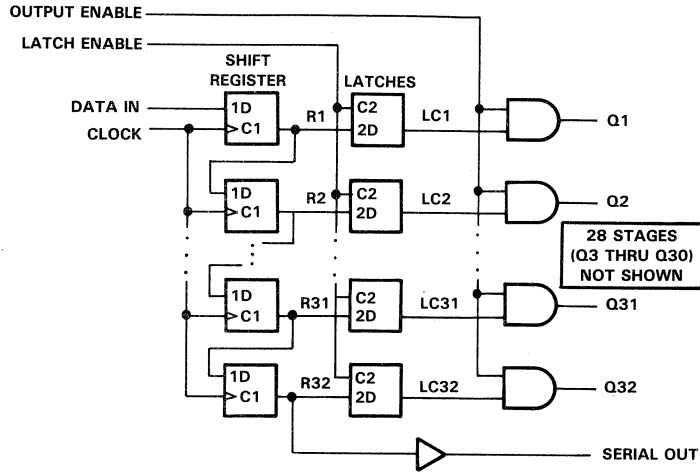 OUTPUT ENABLE
LATCH ENABLE
SHIFT
REGISTER
LATCHES
DATA IN
CLOCK
1D
C1
R1
C2
2D
LC1
Q1
1D
C1
R2
C2
2D
LC2
Q2
28 STAGES
(Q3 THRU Q30)
NOT SHOWN
1D
C1
R31
C2
2D
LC31
Q31
1D
C1
R32
C2
2D
LC32
Q32
SERIAL OUT